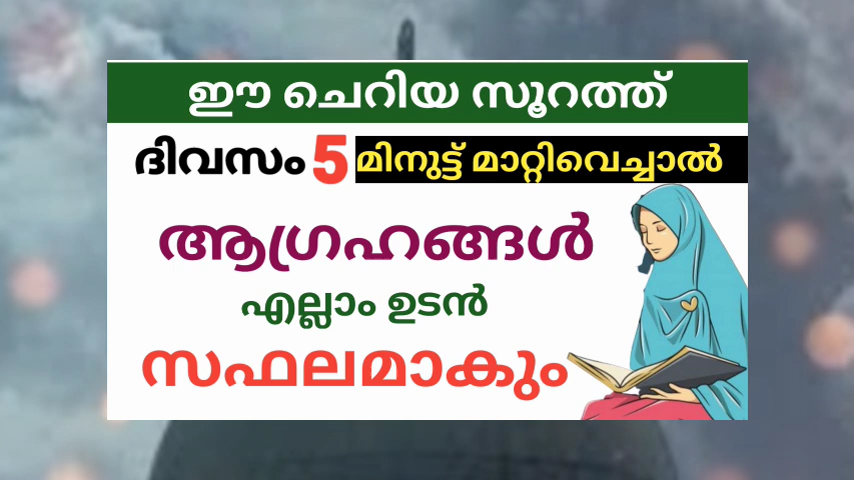 ഈ ചെറിയ സൂറത്ത്
ദിവസം 5 മിനുട്ട് മാറ്റിവെച്ചാൽ
ആഗ്രഹങ്ങൾ
എല്ലാം ഉടൻ
സഫലമാകും